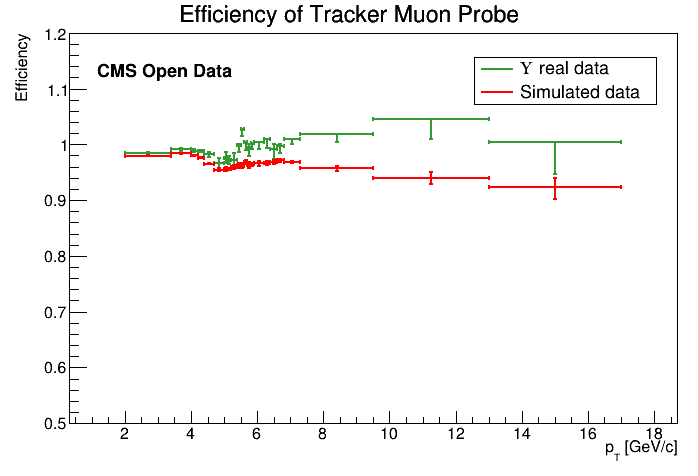 Efficiency of Tracker Muon Probe
Efficiency
1.2
1.1
1
0.9
0.8
0.7
0.6
0.5
CMS Open Data
ϒ real data
Simulated data
2 4 6 8 10 12 14 16 18
p_T [GeV/c]